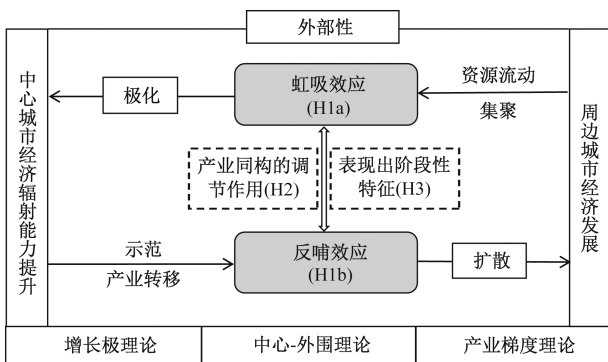 外部性
中心城市经济辐射能力提升
极化
虹吸效应
(H1a)
资源流动
集聚
周边城市经济发展
产业同构的调
节作用(H2)
表现出阶段性
特征(H3)
示范
产业转移
反哺效应
(H1b)
扩散
增长极理论
中心-外围理论
产业梯度理论